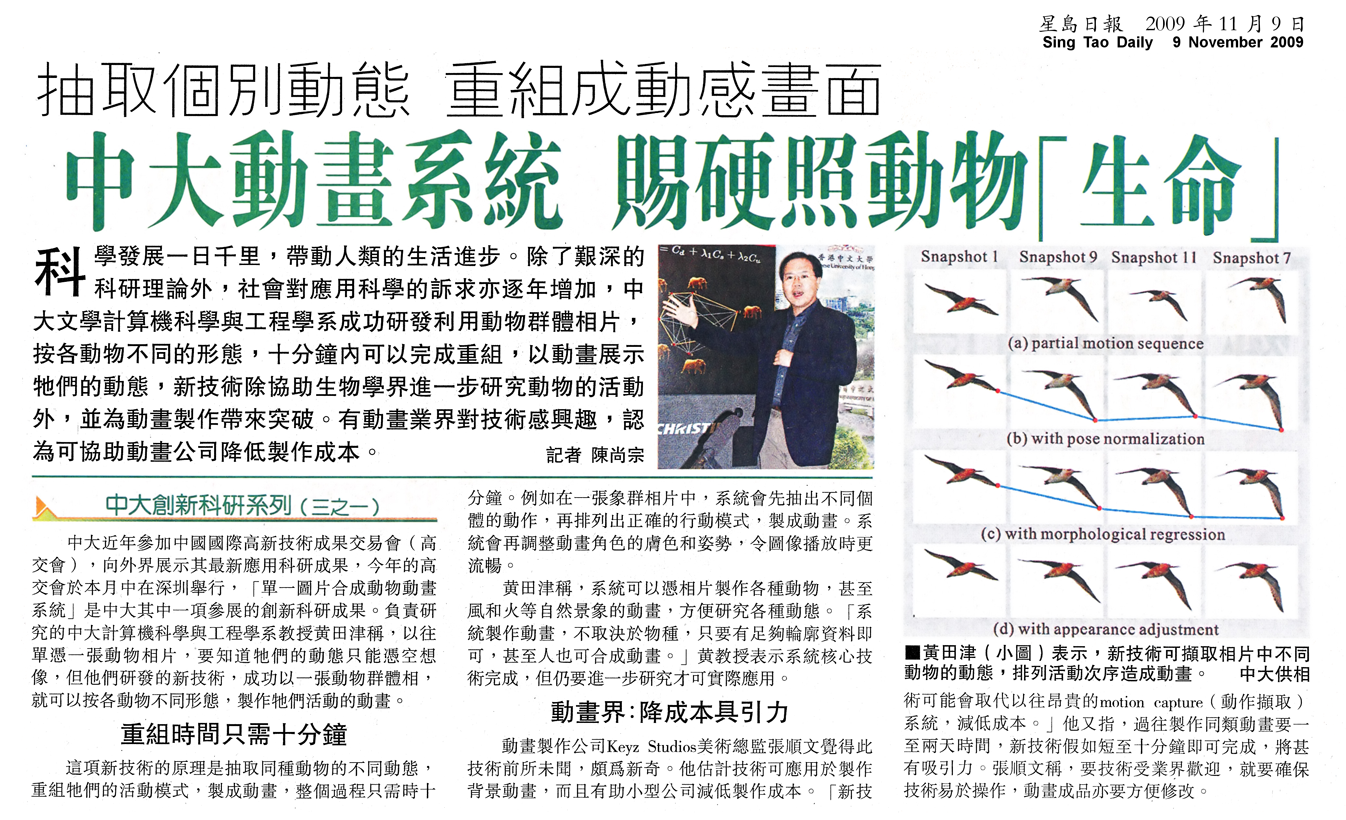 星島日報 2009 年 11 月 9 日
Sing Tao Daily 9 November 2009
抽取個別動態 重組成動感畫面
中大動畫系統 賜硬照動物「生命」
科學發展一日千里，帶動人類的生活進步。除了艱深的
科研理論外，社會對應用科學的訴求亦逐年增加，中
大文學計算機科學與工程學系成功研發利用動物群體相片，
按各動物不同的形態，十分鐘內可以完成重組，以動畫展示
牠們的動態，新技術除協助生物學界進一步研究動物的活動
外，並為動畫製作帶來突破。有動畫業界對技術感興趣，認
為可協助動畫公司降低製作成本。
記者 陳尚宗
= Cd + λ1Cs + λ2Cu
香港中文大學
CHRIST
中大創新科研系列（三之一）
中大近年參加中國國際高新技術成果交易會（高
交會），向外界展示其最新應用科研成果，今年的高
交會於本月中在深圳舉行，「單一圖片合成動物動畫
系統」是中大其中一項參展的創新科研成果。負責研
究的中大計算機科學與工程學系教授黃田津稱，以往
單憑一張動物相片，要知道牠們的動態只能憑空想
像，但他們研發的新技術，成功以一張動物群體相，
就可以按各動物不同形態，製作牠們活動的動畫。
重組時間只需十分鐘
這項新技術的原理是抽取同種動物的不同動態，
重組牠們的活動模式，製成動畫，整個過程只需時十
分鐘。例如在一張象群相片中，系統會先抽出不同個
體的動作，再排列出正確的行動模式，製成動畫。系
統會再調整動畫角色的膚色和姿勢，令圖像播放時更
流暢。
黃田津稱，系統可以憑相片製作各種動物，甚至
風和火等自然景象的動畫，方便研究各種動態。「系
統製作動畫，不取決於物種，只要有足夠輪廓資料即
可，甚至人也可合成動畫。」黃教授表示系統核心技
術完成，但仍要進一步研究才可實際應用。
動畫界：降成本具引力
動畫製作公司Keyz Studios美術總監張順文覺得此
技術前所未聞，頗爲新奇。他估計技術可應用於製作
背景動畫，而且有助小型公司減低製作成本。「新技
Snapshot 1 Snapshot 9 Snapshot 11 Snapshot 7
(a) partial motion sequence
(b) with pose normalization
(c) with morphological regression
(d) with appearance adjustment
■黃田津（小圖）表示，新技術可擷取相片中不同
動物的動態，排列活動次序造成動畫。 中大供相
術可能會取代以往昂貴的motion capture（動作擷取）
系統，減低成本。」他又指，過往製作同類動畫要一
至兩天時間，新技術假如短至十分鐘即可完成，將甚
有吸引力。張順文稱，要技術受業界歡迎，就要確保
技術易於操作，動畫成品亦要方便修改。